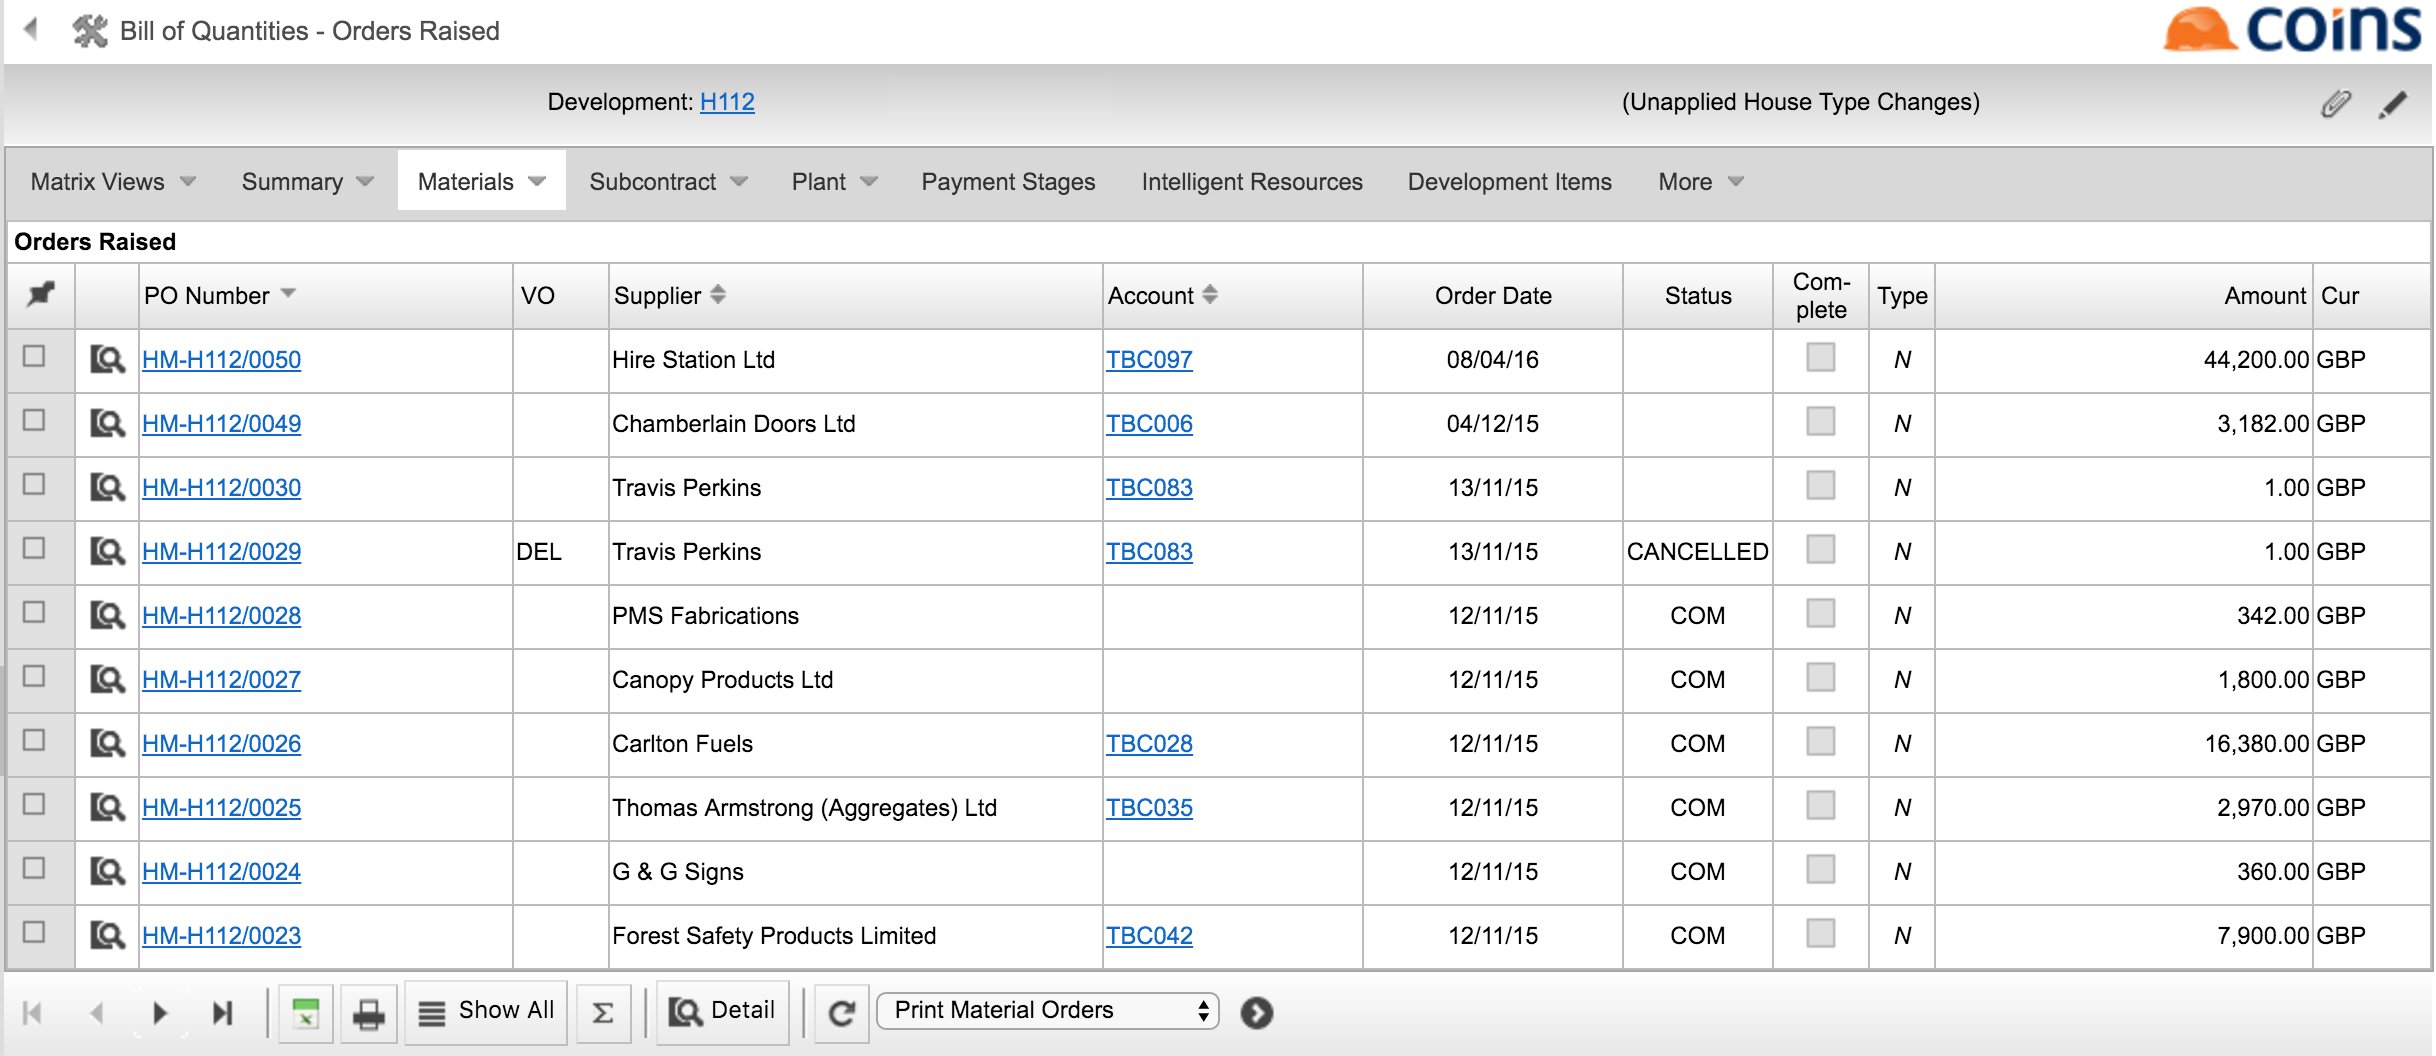 Bill of Quantities - Orders Raised
coins
Development: H112 (Unapplied House Type Changes)
Matrix Views Summary Materials Subcontract Plant Payment Stages Intelligent Resources Development Items More
Orders Raised
PO Number VO Supplier Account Order Date Status Com-plete Type Amount Cur
HM-H112/0050 Hire Station Ltd TBC097 08/04/16 N 44,200.00 GBP
HM-H112/0049 Chamberlain Doors Ltd TBC006 04/12/15 N 3,182.00 GBP
HM-H112/0030 Travis Perkins TBC083 13/11/15 N 1.00 GBP
HM-H112/0029 DEL Travis Perkins TBC083 13/11/15 CANCELLED N 1.00 GBP
HM-H112/0028 PMS Fabrications 12/11/15 COM N 342.00 GBP
HM-H112/0027 Canopy Products Ltd 12/11/15 COM N 1,800.00 GBP
HM-H112/0026 Carlton Fuels TBC028 12/11/15 COM N 16,380.00 GBP
HM-H112/0025 Thomas Armstrong (Aggregates) Ltd TBC035 12/11/15 COM N 2,970.00 GBP
HM-H112/0024 G & G Signs 12/11/15 COM N 360.00 GBP
HM-H112/0023 Forest Safety Products Limited TBC042 12/11/15 COM N 7,900.00 GBP
Show All Σ Detail Print Material Orders